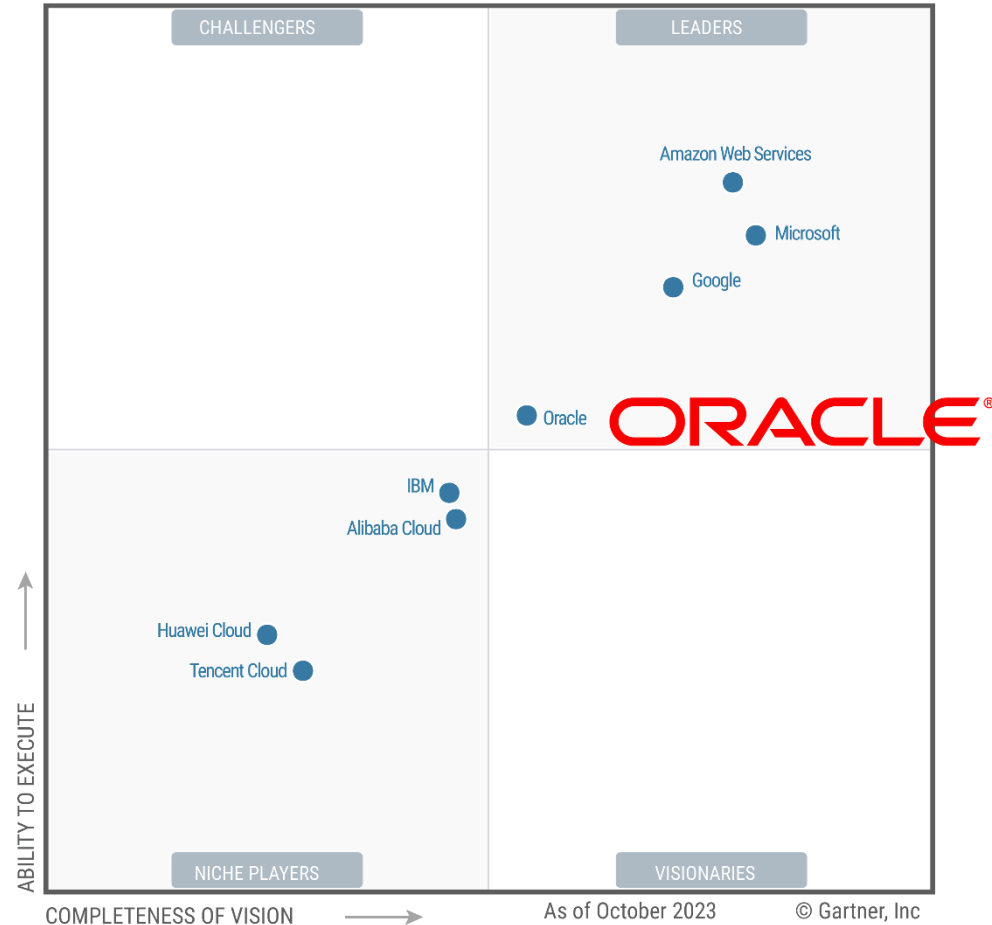 CHALLENGERS
LEADERS
Amazon Web Services
Microsoft
Google
Oracle
ORACLE®
IBM
Alibaba Cloud
Huawei Cloud
Tencent Cloud
ABILITY TO EXECUTE
NICHE PLAYERS
VISIONARIES
COMPLETENESS OF VISION
As of October 2023
© Gartner, Inc